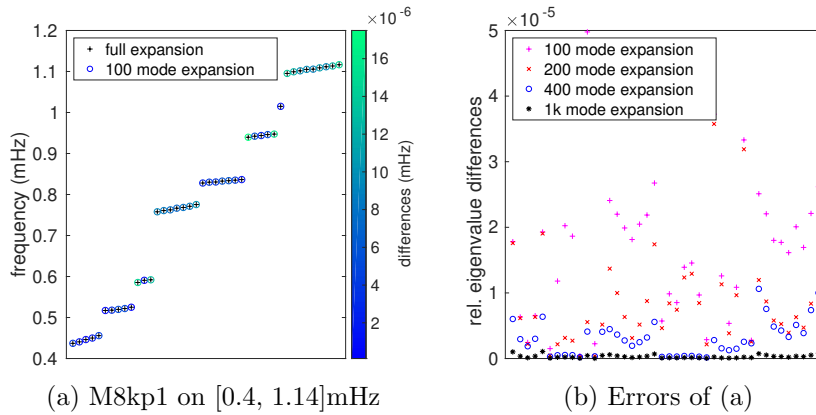 ×10^-6
1.2
1.1
1
0.9
0.8
0.7
0.6
0.5
0.4
frequency (mHz)
full expansion
100 mode expansion
16
14
12
10
8
6
4
2
differences (mHz)
(a) M8kp1 on [0.4, 1.14]mHz
×10^-5
5
4
3
2
1
0
rel. eigenvalue differences
100 mode expansion
200 mode expansion
400 mode expansion
1k mode expansion
(b) Errors of (a)